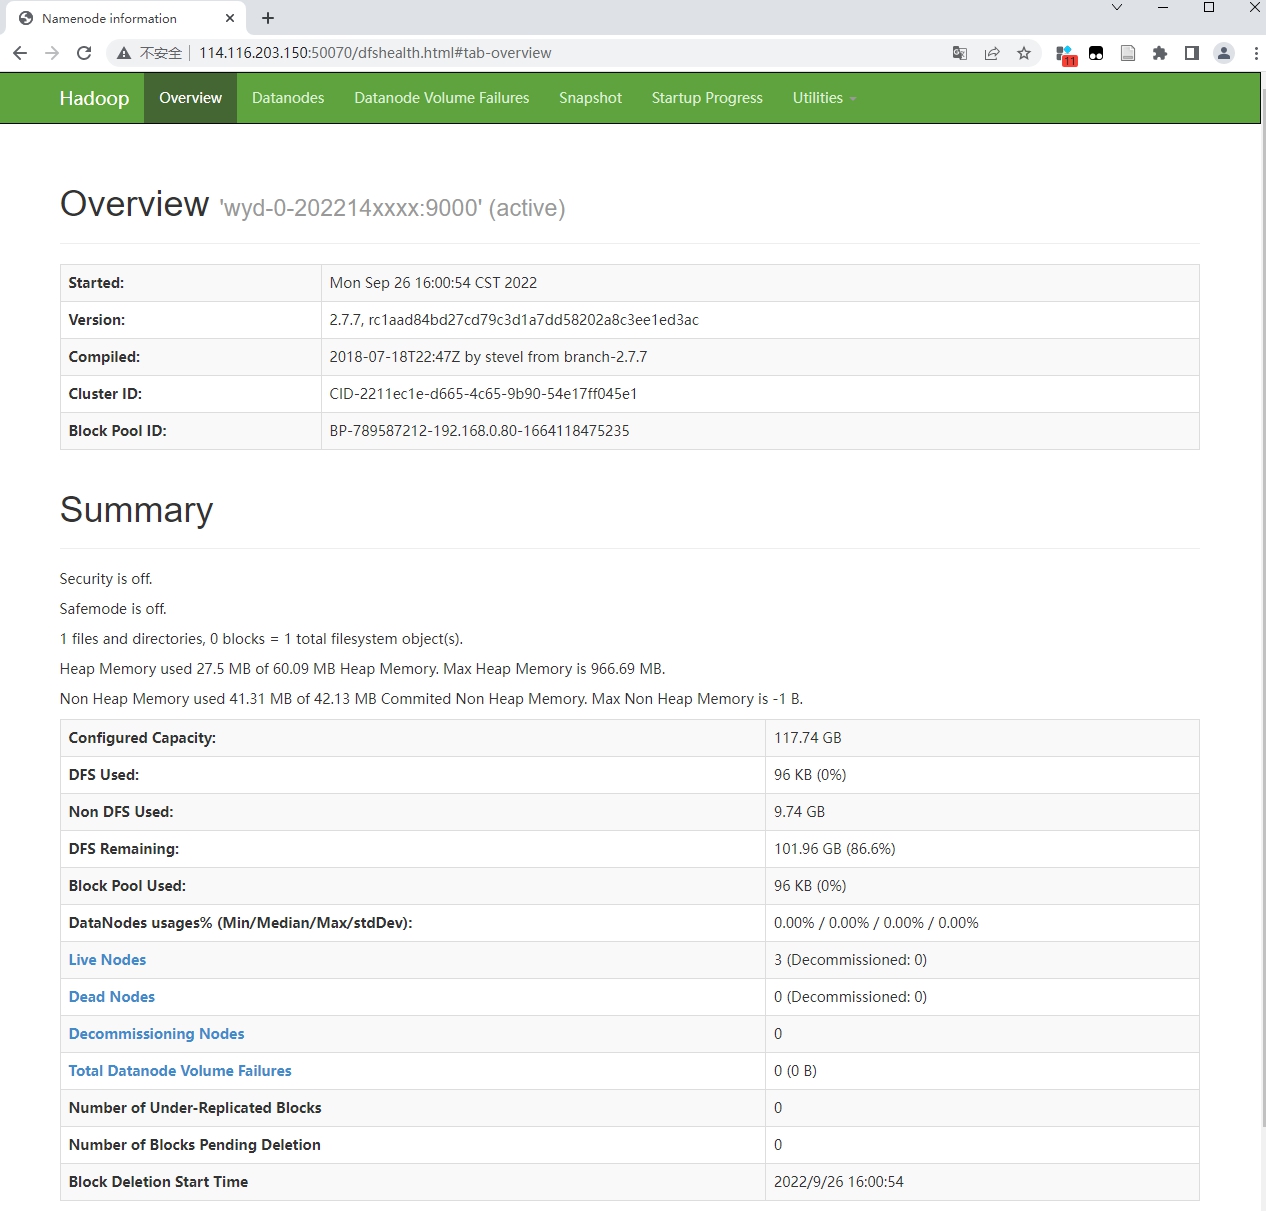 Namenode information
不安全 114.116.203.150:50070/dfshealth.html#tab-overview
11
Hadoop Overview Datanodes Datanode Volume Failures Snapshot Startup Progress Utilities
Overview 'wyd-0-202214xxxx:9000' (active)
Started: Mon Sep 26 16:00:54 CST 2022
Version: 2.7.7, rc1aad84bd27cd79c3d1a7dd58202a8c3ee1ed3ac
Compiled: 2018-07-18T22:47Z by stevel from branch-2.7.7
Cluster ID: CID-2211ec1e-d665-4c65-9b90-54e17ff045e1
Block Pool ID: BP-789587212-192.168.0.80-1664118475235
Summary
Security is off.
Safemode is off.
1 files and directories, 0 blocks = 1 total filesystem object(s).
Heap Memory used 27.5 MB of 60.09 MB Heap Memory. Max Heap Memory is 966.69 MB.
Non Heap Memory used 41.31 MB of 42.13 MB Commited Non Heap Memory. Max Non Heap Memory is -1 B.
Configured Capacity: 117.74 GB
DFS Used: 96 KB (0%)
Non DFS Used: 9.74 GB
DFS Remaining: 101.96 GB (86.6%)
Block Pool Used: 96 KB (0%)
DataNodes usages% (Min/Median/Max/stdDev): 0.00% / 0.00% / 0.00% / 0.00%
Live Nodes 3 (Decommissioned: 0)
Dead Nodes 0 (Decommissioned: 0)
Decommissioning Nodes 0
Total Datanode Volume Failures 0 (0 B)
Number of Under-Replicated Blocks 0
Number of Blocks Pending Deletion 0
Block Deletion Start Time 2022/9/26 16:00:54